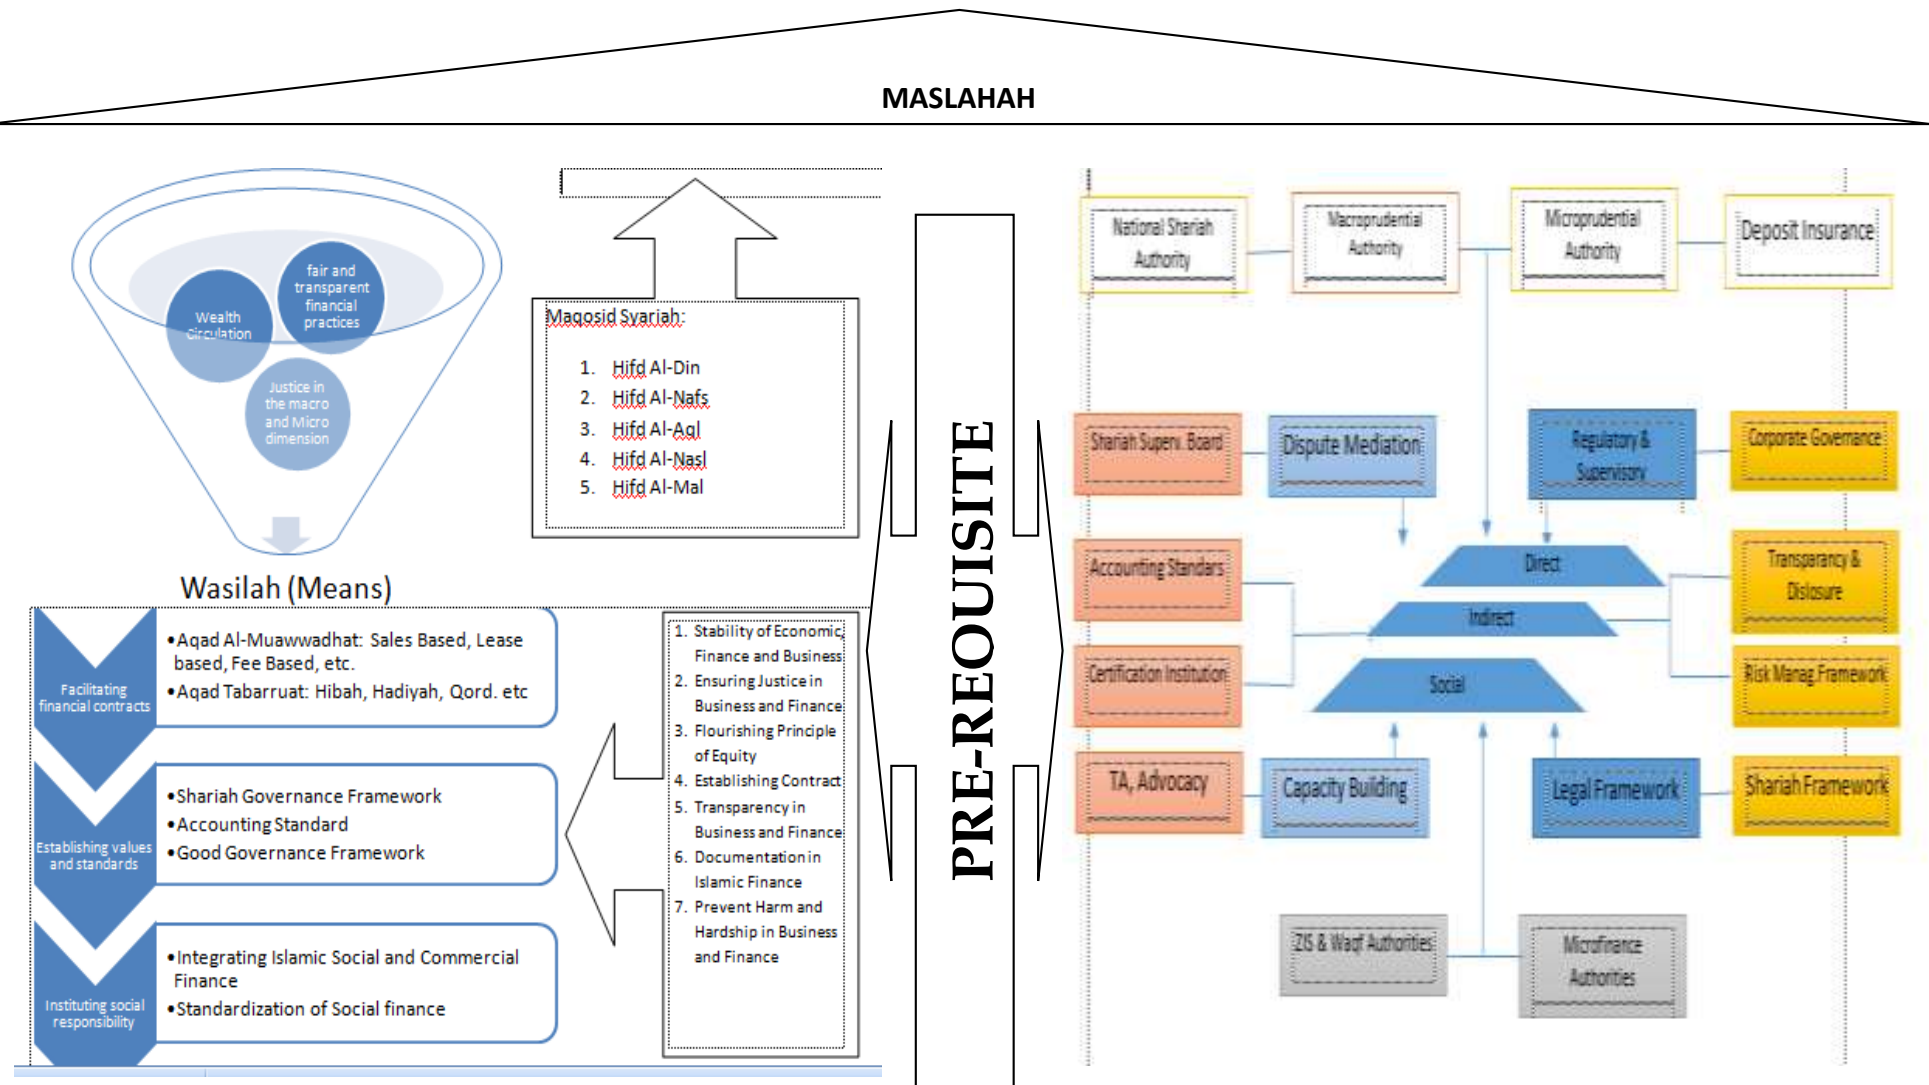 MASLAHAH
fair and
transparent
financial
practices
Wealth
Circulation
Justice in
the macro
and Micro
dimension
Wasilah (Means)
Maqosid Syariah:
1. Hifd Al-Din
2. Hifd Al-Nafs
3. Hifd Al-Aql
4. Hifd Al-Nasl
5. Hifd Al-Mal
Facilitating
financial contracts
•Aqad Al-Muawwadhat: Sales Based, Lease
based, Fee Based, etc.
•Aqad Tabarruat: Hibah, Hadiyah, Qord. etc
Establishing values
and standards
•Shariah Governance Framework
•Accounting Standard
•Good Governance Framework
Instituting social
responsibility
•Integrating Islamic Social and Commercial
Finance
•Standardization of Social finance
1. Stability of Economic,
Finance and Business
2. Ensuring Justice in
Business and Finance
3. Flourishing Principle
of Equity
4. Establishing Contract
5. Transparency in
Business and Finance
6. Documentation in
Islamic Finance
7. Prevent Harm and
Hardship in Business
and Finance
PRE-REQUISITE
National Shariah
Authority
Macroprudential
Authority
Microprudential
Authority
Deposit Insurance
Shariah Superv. Board
Dispute Mediation
Regulatory &
Supervisory
Corporate Governance
Accounting Standars
Direct
Transparancy &
Dislosure
Indirect
Certification Institution
Social
Risk Manag.Framework
TA, Advocacy
Capacity Building
Legal Framework
Shariah Framework
ZIS & Waqf Authorities
Microfinance
Authorities